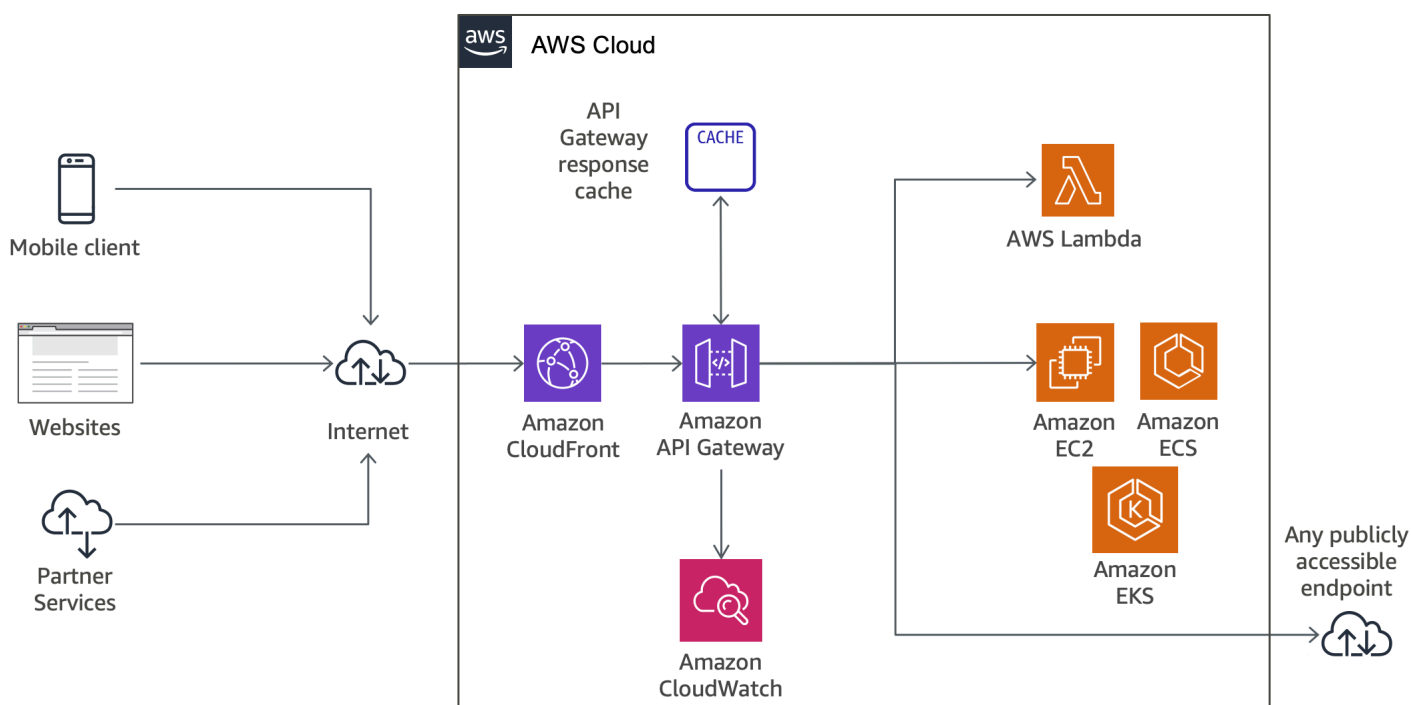 aws
AWS Cloud
API
Gateway
response
cache
CACHE
Mobile client
AWS Lambda
Websites
Internet
Amazon
CloudFront
Amazon
API Gateway
Amazon
EC2
Amazon
ECS
K
Amazon
EKS
Partner
Services
Any publicly
accessible
endpoint
Amazon
CloudWatch